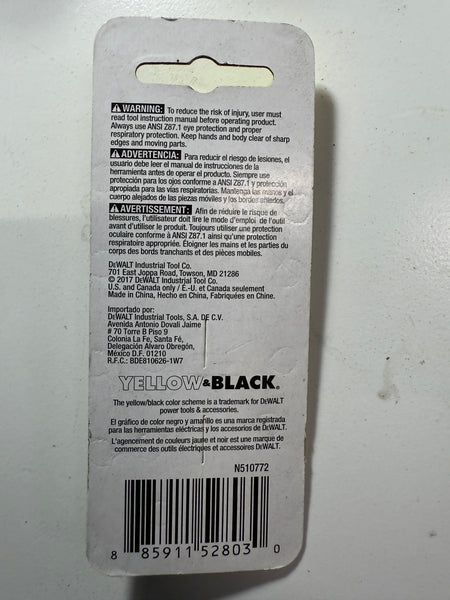 WARNING: To reduce the risk of injury, user must
read tool instruction manual before operating product.
Always use ANSI Z87.1 eye protection and proper
respiratory protection. Keep hands and body clear of sharp
edges and moving parts.
ADVERTENCIA: Para reducir el riesgo de lesiones, el
usuario debe leer el manual de instrucciones de la
herramienta antes de operar el producto. Siempre use
protección para los ojos conforme a ANSI Z87.1 y protección
apropiada para las vías respiratorias. Mantenga las manos y el
cuerpo alejados de las piezas móviles y los bordes afilados.
AVERTISSEMENT: Afin de réduire le risque de
blessures, l'utilisateur doit lire le mode d'emploi de l'outil
avant d'utiliser le produit. Toujours utiliser une protection
oculaire conforme à ANSI Z87.1 ainsi qu'une protection
respiratoire appropriée. Éloigner les mains et les parties du
corps des bords tranchants et des pièces mobiles.
DEWALT Industrial Tool Co.
701 East Joppa Road, Towson, MD 21286
© 2017 DEWALT Industrial Tool Co.
U.S. and Canada only / É.-U. et Canada seulement
Made in China, Hecho en China, Fabriquées en Chine.
Importado por:
DEWALT Industrial Tools, S.A. DE C.V.
Avenida Antonio Dovali Jaime
# 70 Torre B Piso 9
Colonia La Fe, Santa Fé,
Delegación Alvaro Obregón,
México D.F. 01210
R.F.C.: BDE810626-1W7
YELLOW&BLACK®
The yellow/black color scheme is a trademark for DEWALT
power tools & accessories.
El gráfico de color negro y amarillo es una marca registrada
para las herramientas eléctricas y los accesorios de DEWALT.
L'agencement de couleurs jaune et noir est une marque de
commerce des outils électriques et accessoires DEWALT.
N510772
8 85911 52803 0